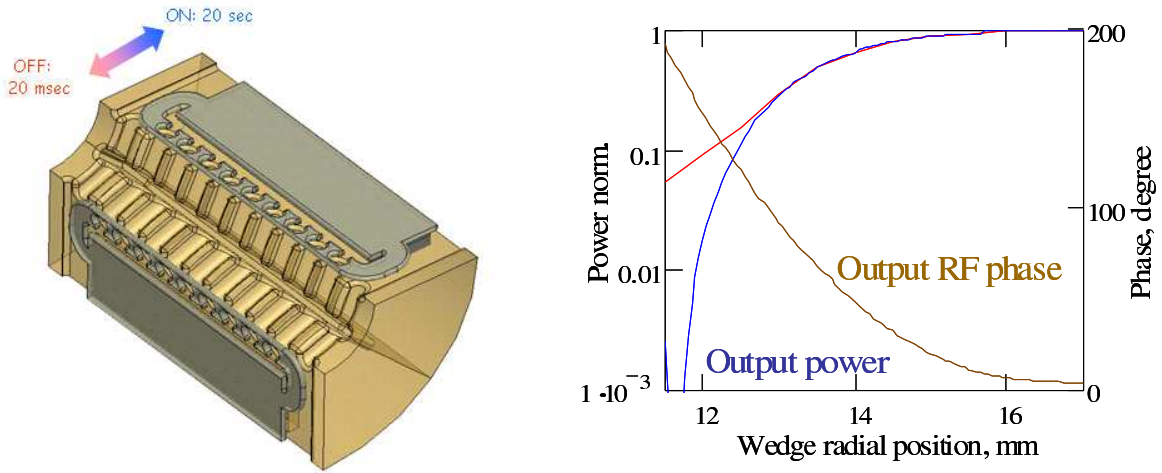 ON: 20 sec
OFF:
20 msec
1
0.1
0.01
1 ·10⁻³
Power norm.
200
100
0
Phase, degree
Output RF phase
Output power
12
14
16
Wedge radial position, mm